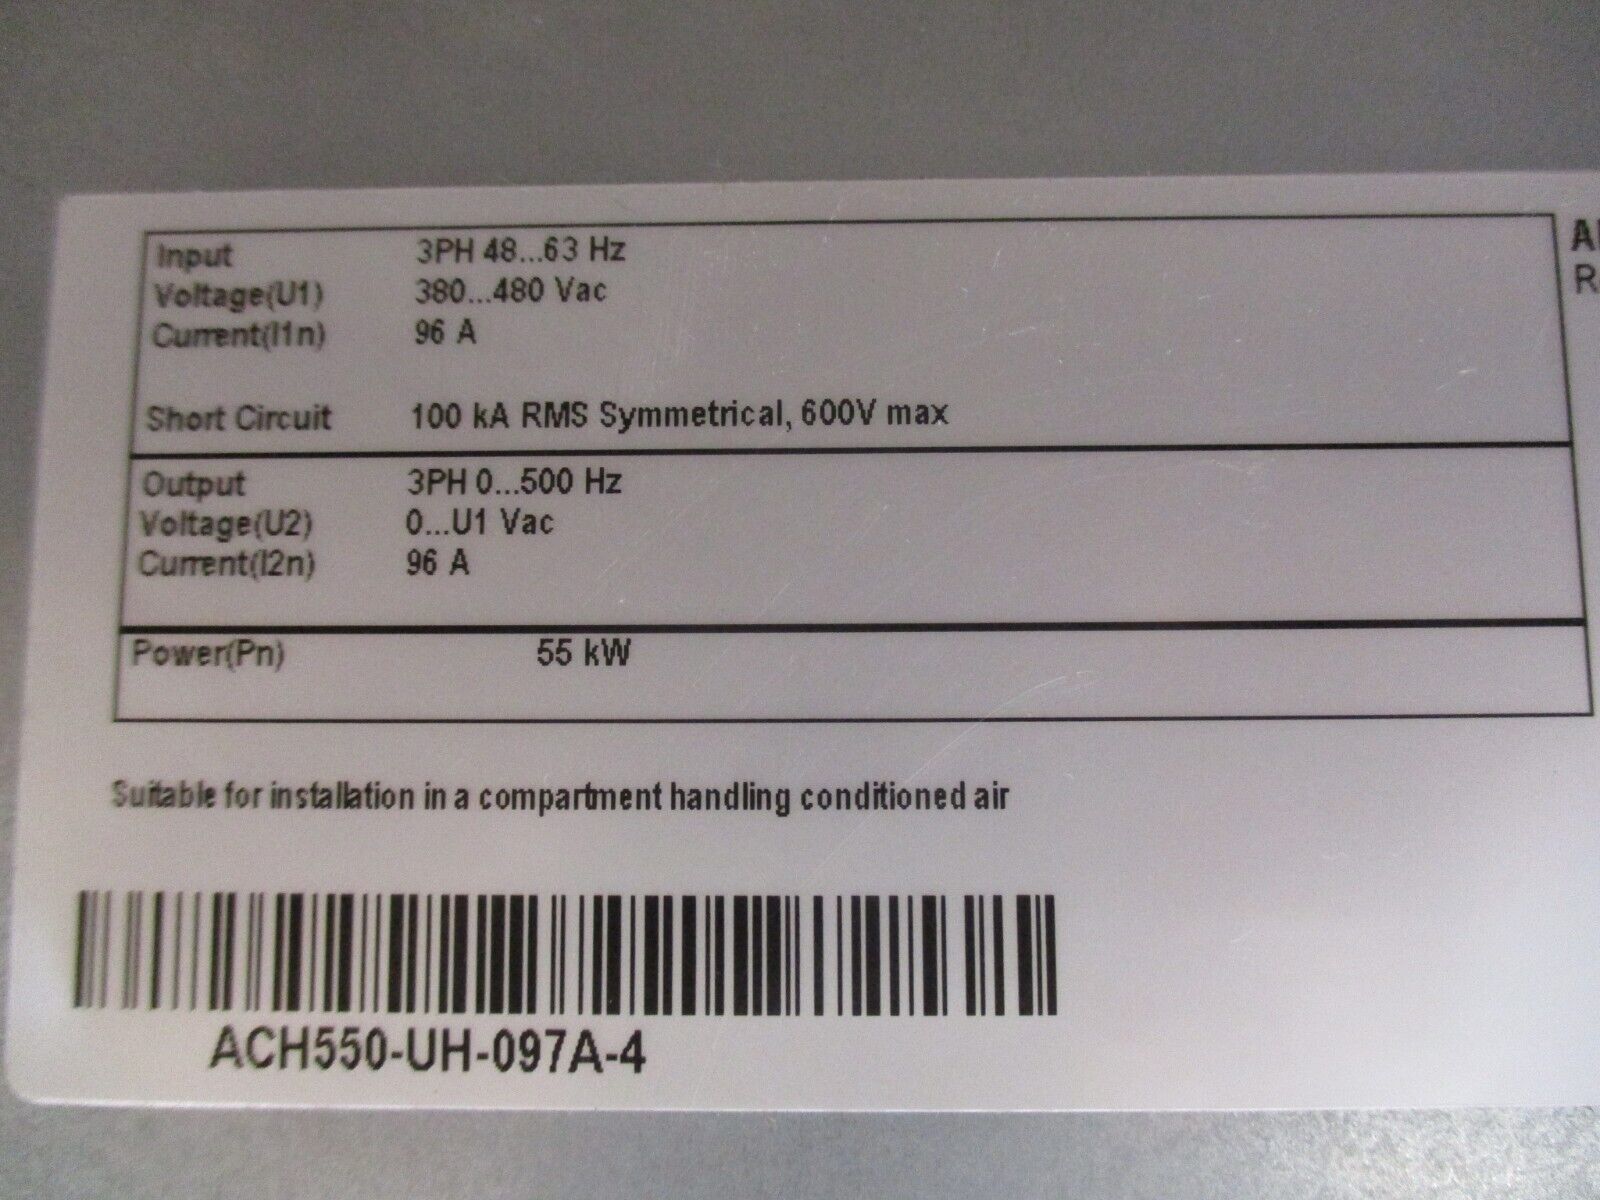 Input 3PH 48...63 Hz
Voltage(U1) 380...480 Vac
Current(I1n) 96 A
Short Circuit 100 kA RMS Symmetrical, 600V max
Output 3PH 0...500 Hz
Voltage(U2) 0...U1 Vac
Current(I2n) 96 A
Power(Pn) 55 kW
Suitable for installation in a compartment handling conditioned air
ACH550-UH-097A-4